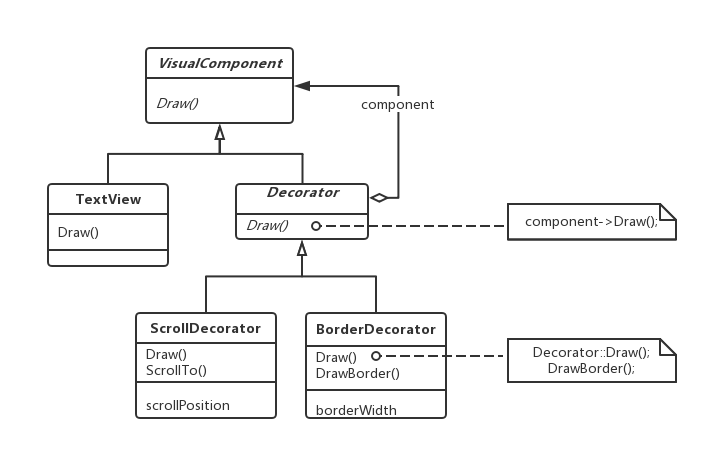 VisualComponent
Draw()
component
TextView
Draw()
Decorator
Draw()
component->Draw();
ScrollDecorator
Draw()
ScrollTo()
scrollPosition
BorderDecorator
Draw()
DrawBorder()
borderWidth
Decorator::Draw();
DrawBorder();